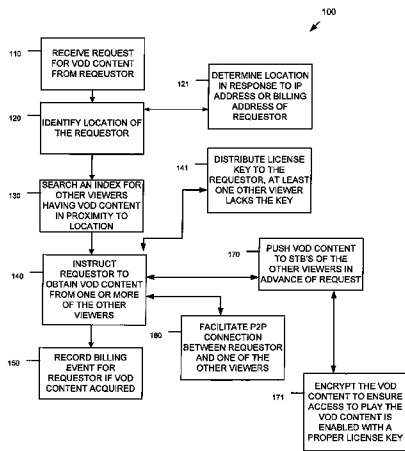 100
110
RECEIVE REQUEST
FOR VOD CONTENT
FROM REQEUSTOR
121
DETERMINE LOCATION
IN RESPONSE TO IP
ADDRESS OR BILLING
ADDRESS OF
REQUESTOR
120
IDENTIFY LOCATION OF
THE REQUESTOR
141
DISTRIBUTE LICENSE
KEY TO THE
REQUESTOR, AT LEAST
ONE OTHER VIEWER
LACKS THE KEY
130
SEARCH AN INDEX FOR
OTHER VIEWERS
HAVING VOD CONTENT
IN PROXIMITY TO
LOCATION
170
PUSH VOD CONTENT
TO STB'S OF THE
OTHER VIEWERS IN
ADVANCE OF REQUEST
140
INSTRUCT
REQUESTOR TO
OBTAIN VOD CONTENT
FROM ONE OR MORE
OF THE OTHER
VIEWERS
160
FACILITATE P2P
CONNECTION
BETWEEN REQUESTOR
AND ONE OF THE
OTHER VIEWERS
150
RECORD BILLING
EVENT FOR
REQUESTOR IF VOD
CONTENT ACQUIRED
171
ENCRYPT THE VOD
CONTENT TO ENSURE
ACCESS TO PLAY THE
VOD CONTENT IS
ENABLED WITH A
PROPER LICENSE KEY